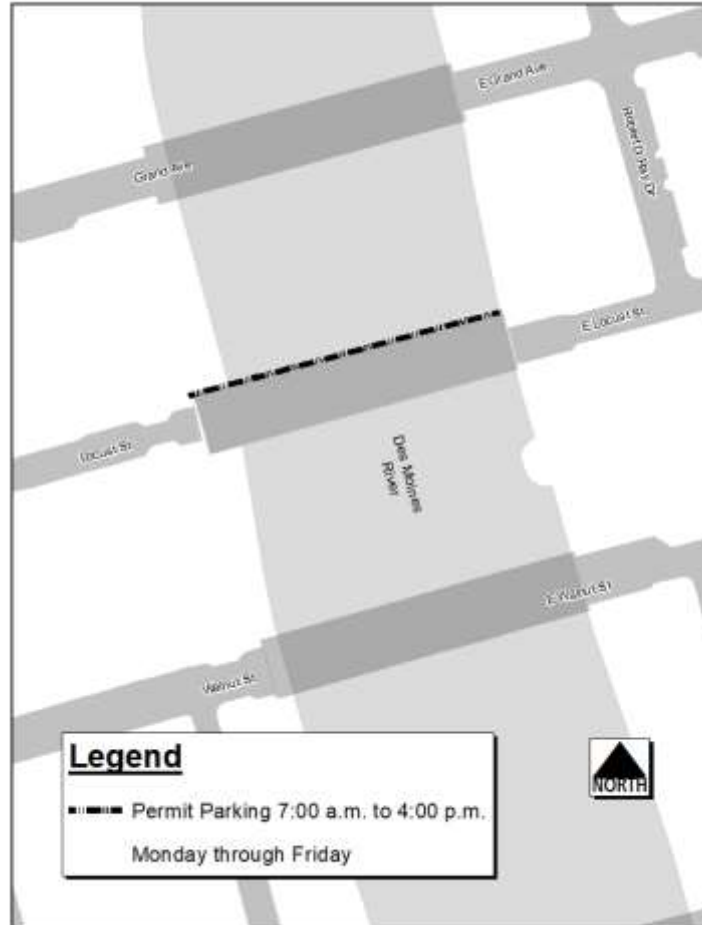 E Grand Ave
Grand Ave
Robert D Ray Dr
E Locust St
Locust St
Des Moines
River
E Walnut St
Walnut St
Legend
NORTH
Permit Parking 7:00 a.m. to 4:00 p.m.
Monday through Friday